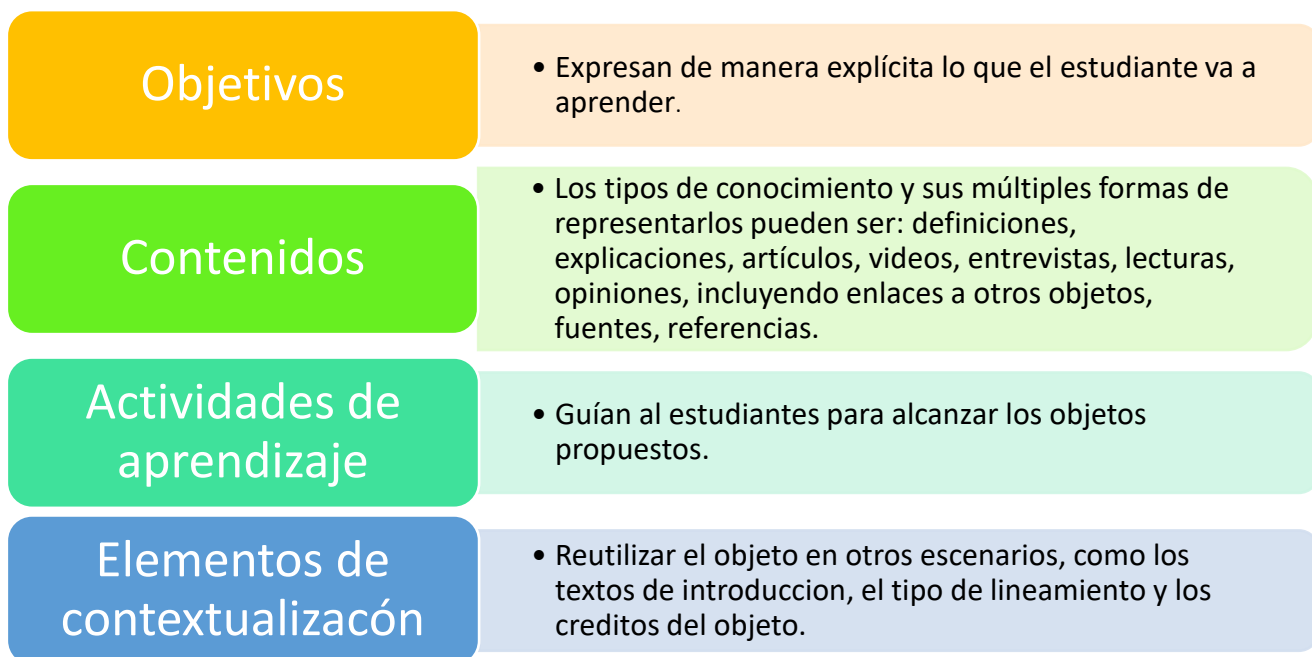 Objetivos
• Expresan de manera explícita lo que el estudiante va a
aprender.
Contenidos
• Los tipos de conocimiento y sus múltiples formas de
representarlos pueden ser: definiciones,
explicaciones, artículos, videos, entrevistas, lecturas,
opiniones, incluyendo enlaces a otros objetos,
fuentes, referencias.
Actividades de
aprendizaje
• Guían al estudiantes para alcanzar los objetos
propuestos.
Elementos de
contextualizacón
• Reutilizar el objeto en otros escenarios, como los
textos de introduccion, el tipo de lineamiento y los
creditos del objeto.